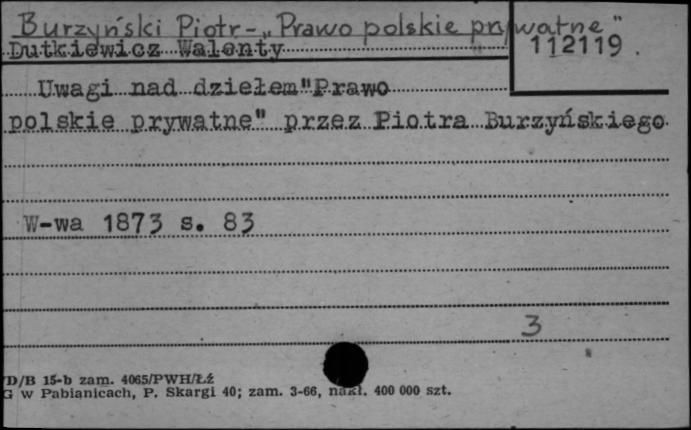 Burzyński Piotr - „Prawo polskie prywatne"
Dutkiewicz Walenty
112119.
Uwagi nad dziełem"Prawo
polskie prywatne" przez Piotra Burzyńskiego
W-wa 1873 s. 83
3
D/B 15-b zam. 4065/PWH/Łź
G w Pabianicach, P. Skargi 40; zam. 3-66, nakł. 400 000 szt.